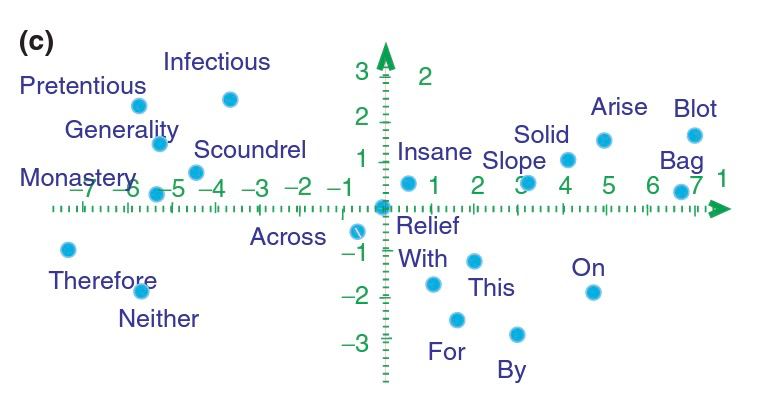 (c)
Infectious
3
2
Pretentious
Arise
Blot
2
Generality
Solid
Scoundrel
1
Insane
Slope
Bag
Monastery
–7 –6 –5 –4 –3 –2 –1
1 2 3 4 5 6 7 1
Across
Relief
–1
With
On
Therefore
This
–2
Neither
–3
For
By